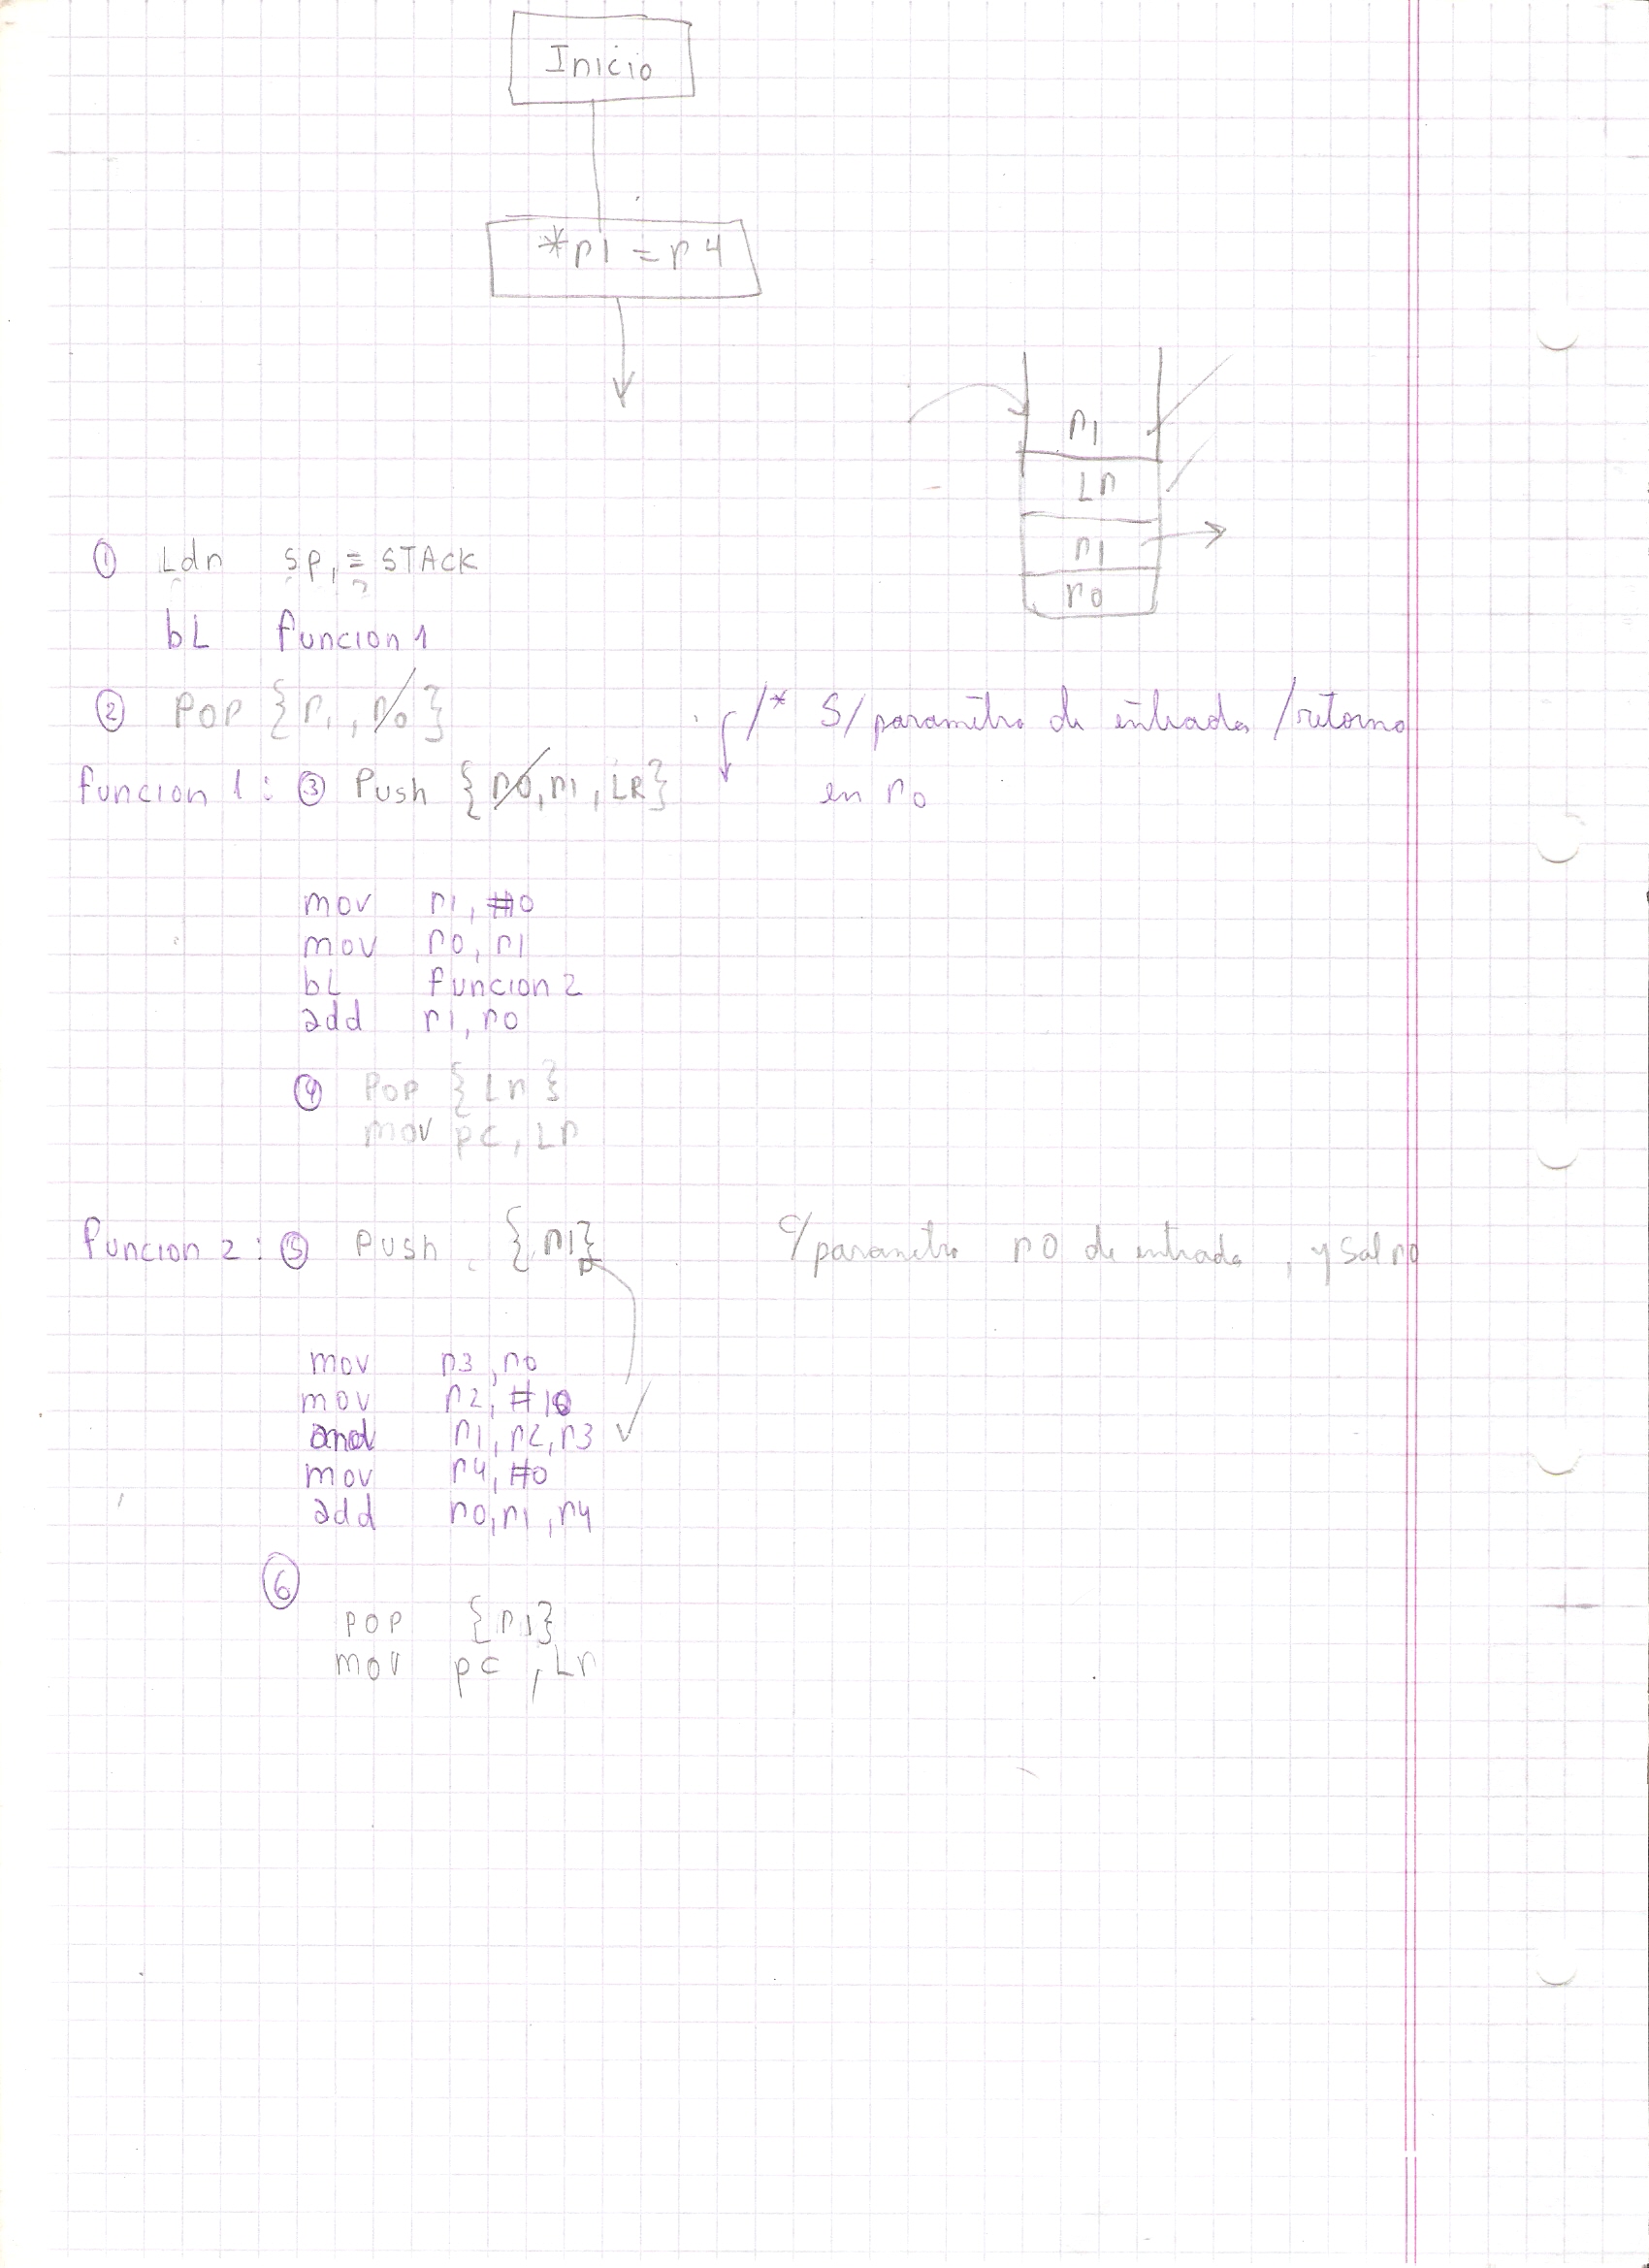 Inicio
*r1 = r4
r1
Lr
r1
r0
① Ldr sp, = STACK
bL funcion 1
② POP {r1, r0}
/* S/parametro de entrada /retorno
funcion 1: ③ Push {r0, r1, LR}
en r0
mov r1, #0
mov r0, r1
bL funcion 2
add r1, r0
④ POP {Lr}
mov pc, Lr
funcion 2: ⑤ Push {r1}
c/parametro r0 de entrada, y sal r0
mov r3, r0
mov r2, #16
and r1, r2, r3
mov r4, #0
add r0, r1, r4
⑥
POP {r1}
mov pc, Lr